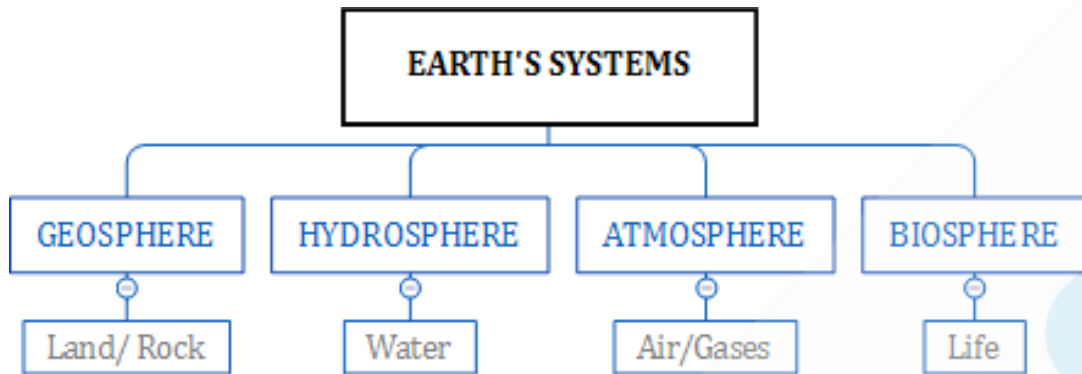 EARTH'S SYSTEMS
GEOSPHERE
HYDROSPHERE
ATMOSPHERE
BIOSPHERE
Land/ Rock
Water
Air/Gases
Life